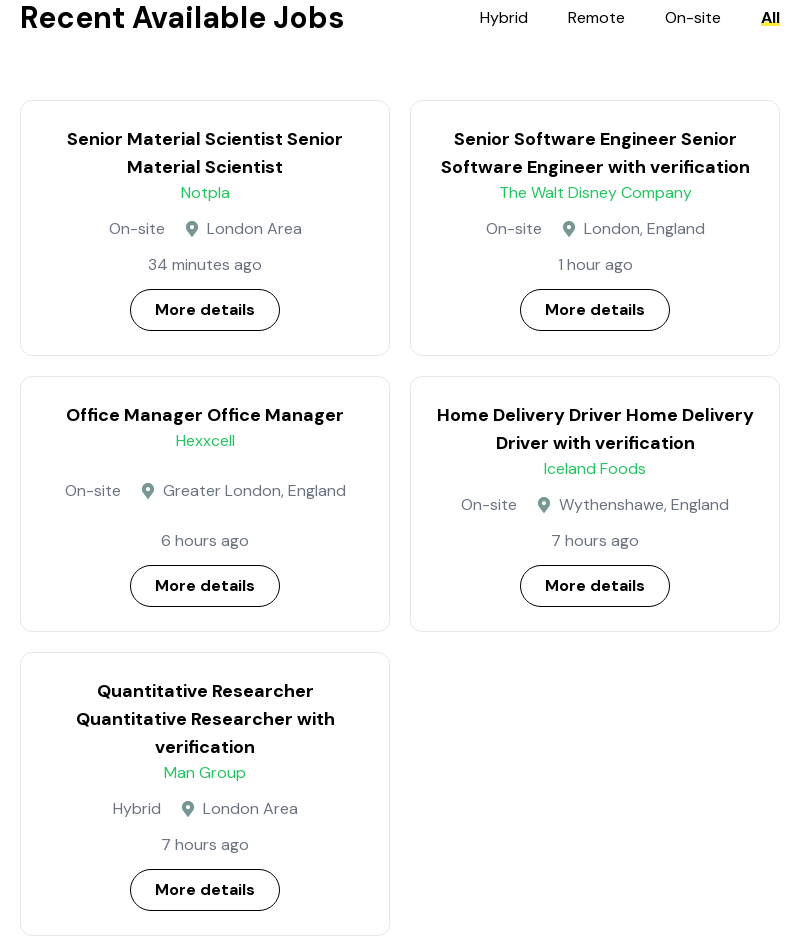 Recent Available Jobs
Hybrid Remote On-site All
Senior Material Scientist Senior
Material Scientist
Notpla
On-site London Area
34 minutes ago
More details
Senior Software Engineer Senior
Software Engineer with verification
The Walt Disney Company
On-site London, England
1 hour ago
More details
Office Manager Office Manager
Hexxcell
On-site Greater London, England
6 hours ago
More details
Home Delivery Driver Home Delivery
Driver with verification
Iceland Foods
On-site Wythenshawe, England
7 hours ago
More details
Quantitative Researcher
Quantitative Researcher with
verification
Man Group
Hybrid London Area
7 hours ago
More details